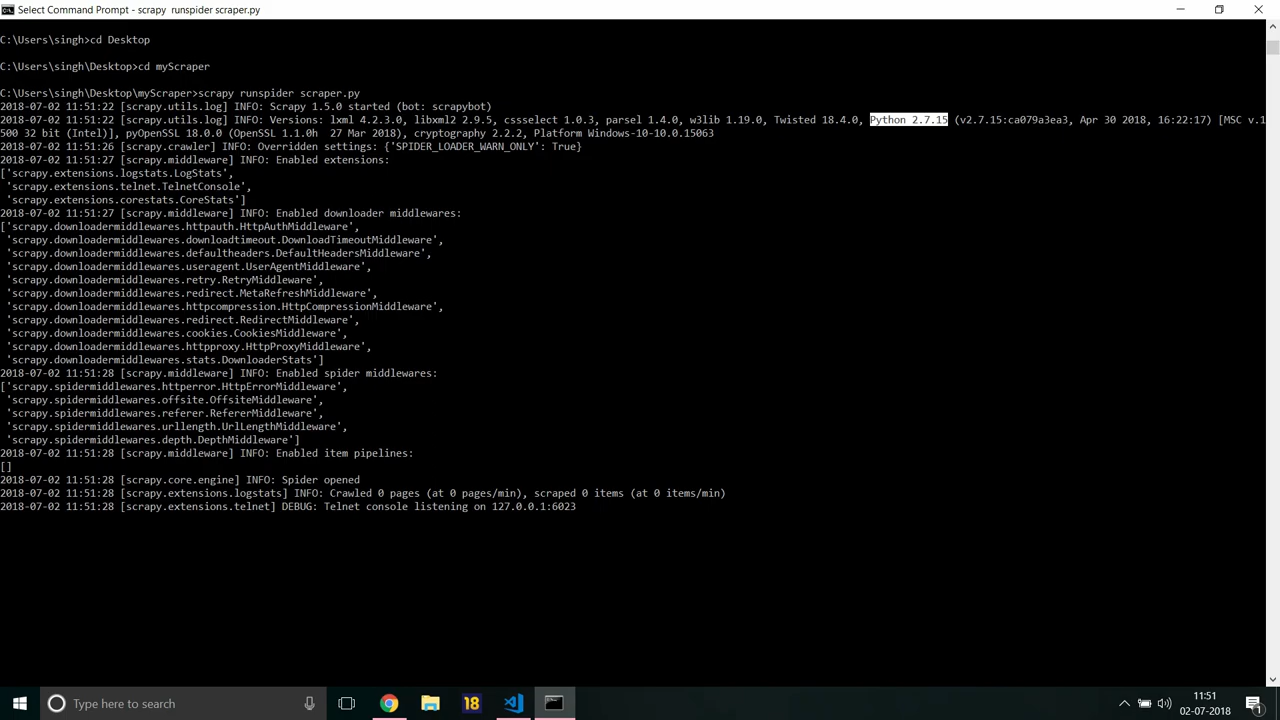 Select Command Prompt - scrapy  runspider scraper.py
C:\Users\singh>cd Desktop
C:\Users\singh\Desktop>cd myScraper
C:\Users\singh\Desktop\myScraper>scrapy runspider scraper.py
2018-07-02 11:51:22 [scrapy.utils.log] INFO: Scrapy 1.5.0 started (bot: scrapybot)
2018-07-02 11:51:22 [scrapy.utils.log] INFO: Versions: lxml 4.2.3.0, libxml2 2.9.5, cssselect 1.0.3, parsel 1.4.0, w3lib 1.19.0, Twisted 18.4.0, Python 2.7.15 (v2.7.15:ca079a3ea3, Apr 30 2018, 16:22:17) [MSC v.1
500 32 bit (Intel)], pyOpenSSL 18.0.0 (OpenSSL 1.1.0h  27 Mar 2018), cryptography 2.2.2, Platform Windows-10-10.0.15063
2018-07-02 11:51:26 [scrapy.crawler] INFO: Overridden settings: {'SPIDER_LOADER_WARN_ONLY': True}
2018-07-02 11:51:27 [scrapy.middleware] INFO: Enabled extensions:
['scrapy.extensions.logstats.LogStats',
 'scrapy.extensions.telnet.TelnetConsole',
 'scrapy.extensions.corestats.CoreStats']
2018-07-02 11:51:27 [scrapy.middleware] INFO: Enabled downloader middlewares:
['scrapy.downloadermiddlewares.httpauth.HttpAuthMiddleware',
 'scrapy.downloadermiddlewares.downloadtimeout.DownloadTimeoutMiddleware',
 'scrapy.downloadermiddlewares.defaultheaders.DefaultHeadersMiddleware',
 'scrapy.downloadermiddlewares.useragent.UserAgentMiddleware',
 'scrapy.downloadermiddlewares.retry.RetryMiddleware',
 'scrapy.downloadermiddlewares.redirect.MetaRefreshMiddleware',
 'scrapy.downloadermiddlewares.httpcompression.HttpCompressionMiddleware',
 'scrapy.downloadermiddlewares.redirect.RedirectMiddleware',
 'scrapy.downloadermiddlewares.cookies.CookiesMiddleware',
 'scrapy.downloadermiddlewares.httpproxy.HttpProxyMiddleware',
 'scrapy.downloadermiddlewares.stats.DownloaderStats']
2018-07-02 11:51:28 [scrapy.middleware] INFO: Enabled spider middlewares:
['scrapy.spidermiddlewares.httperror.HttpErrorMiddleware',
 'scrapy.spidermiddlewares.offsite.OffsiteMiddleware',
 'scrapy.spidermiddlewares.referer.RefererMiddleware',
 'scrapy.spidermiddlewares.urllength.UrlLengthMiddleware',
 'scrapy.spidermiddlewares.depth.DepthMiddleware']
2018-07-02 11:51:28 [scrapy.middleware] INFO: Enabled item pipelines:
[]
2018-07-02 11:51:28 [scrapy.core.engine] INFO: Spider opened
2018-07-02 11:51:28 [scrapy.extensions.logstats] INFO: Crawled 0 pages (at 0 pages/min), scraped 0 items (at 0 items/min)
2018-07-02 11:51:28 [scrapy.extensions.telnet] DEBUG: Telnet console listening on 127.0.0.1:6023
Type here to search
18
11:51
02-07-2018
1